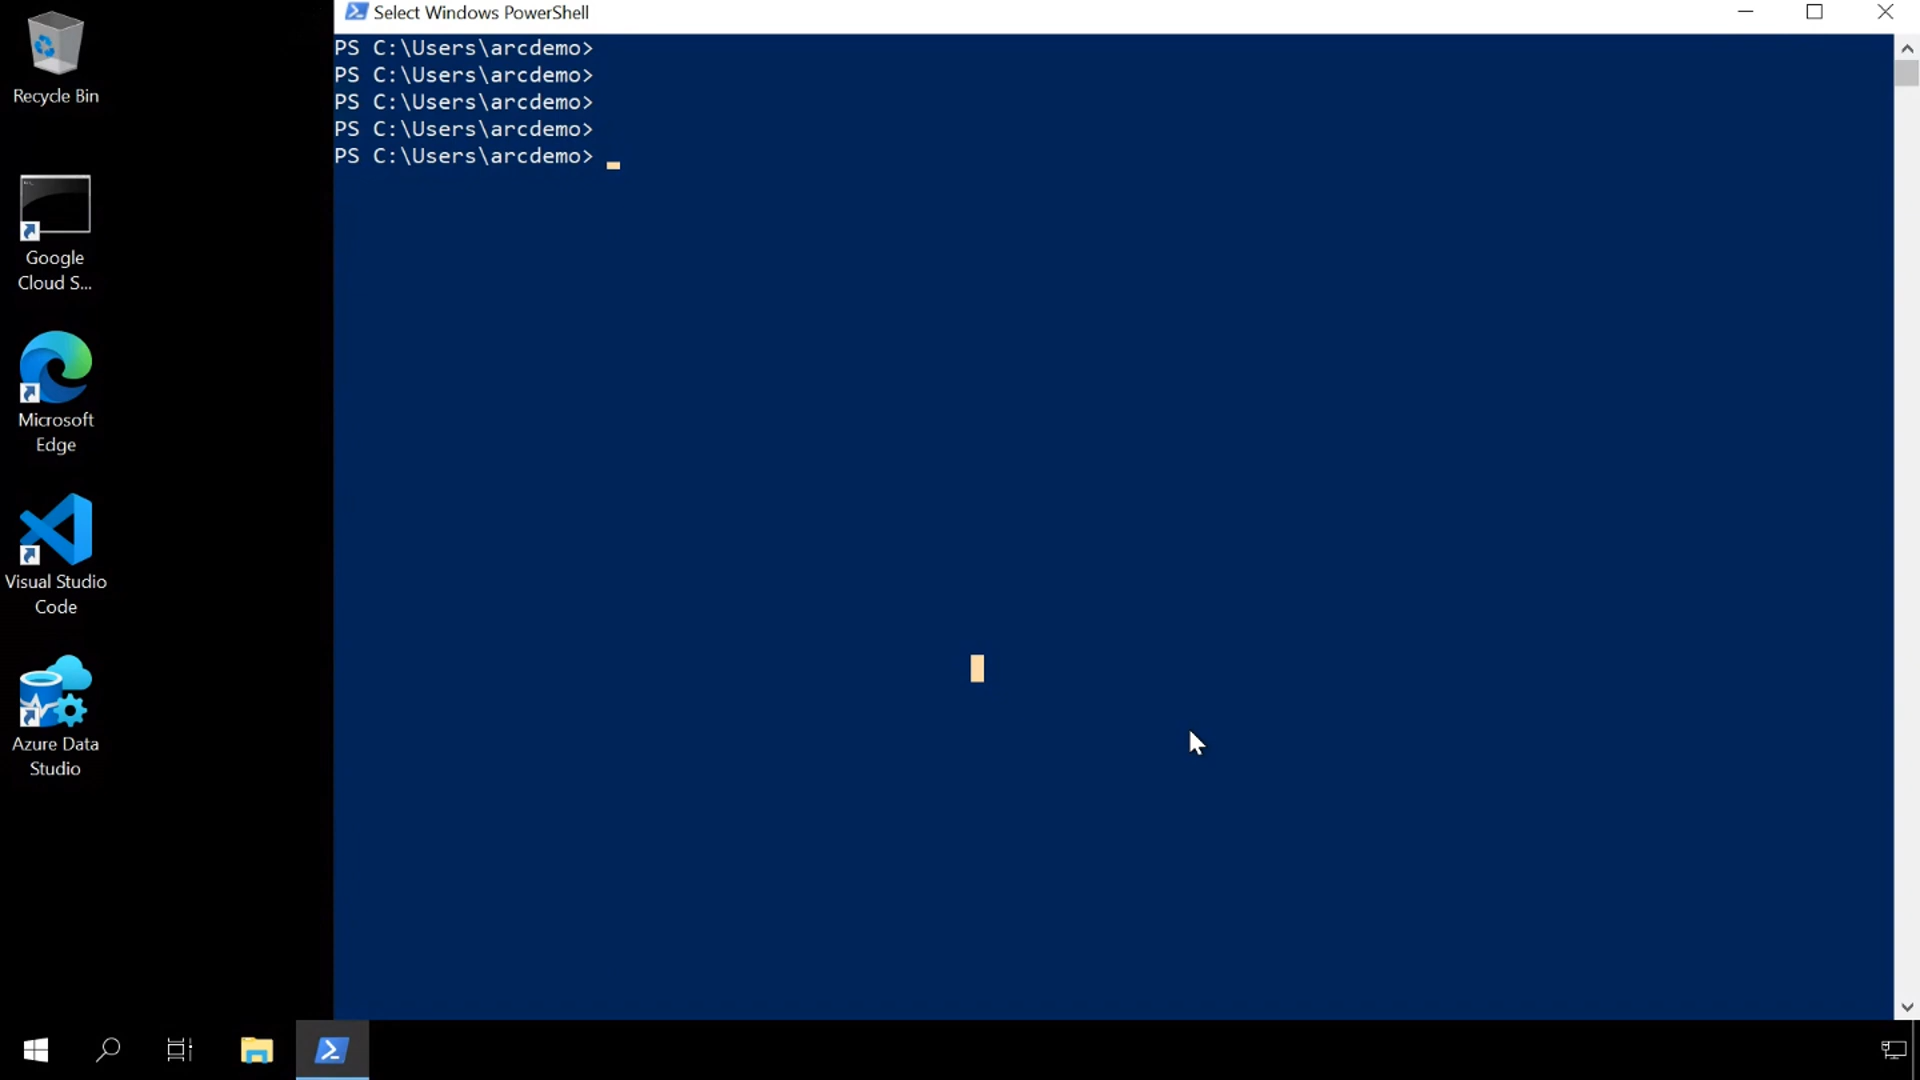 Select Windows PowerShell
PS C:\Users\arcdemo>
PS C:\Users\arcdemo>
PS C:\Users\arcdemo>
PS C:\Users\arcdemo>
PS C:\Users\arcdemo>
Recycle Bin
Google
Cloud S...
Microsoft
Edge
Visual Studio
Code
Azure Data
Studio